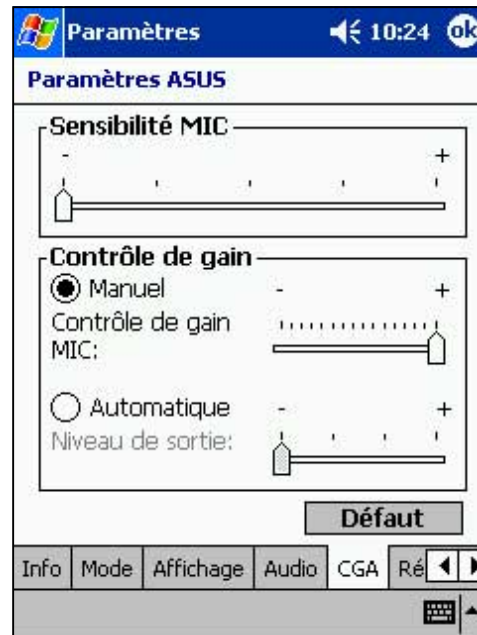 Paramètres 10:24 ok
Paramètres ASUS
Sensibilité MIC
- +
Contrôle de gain
Manuel - +
Contrôle de gain
MIC:
Automatique - +
Niveau de sortie:
Défaut
Info Mode Affichage Audio CGA Ré